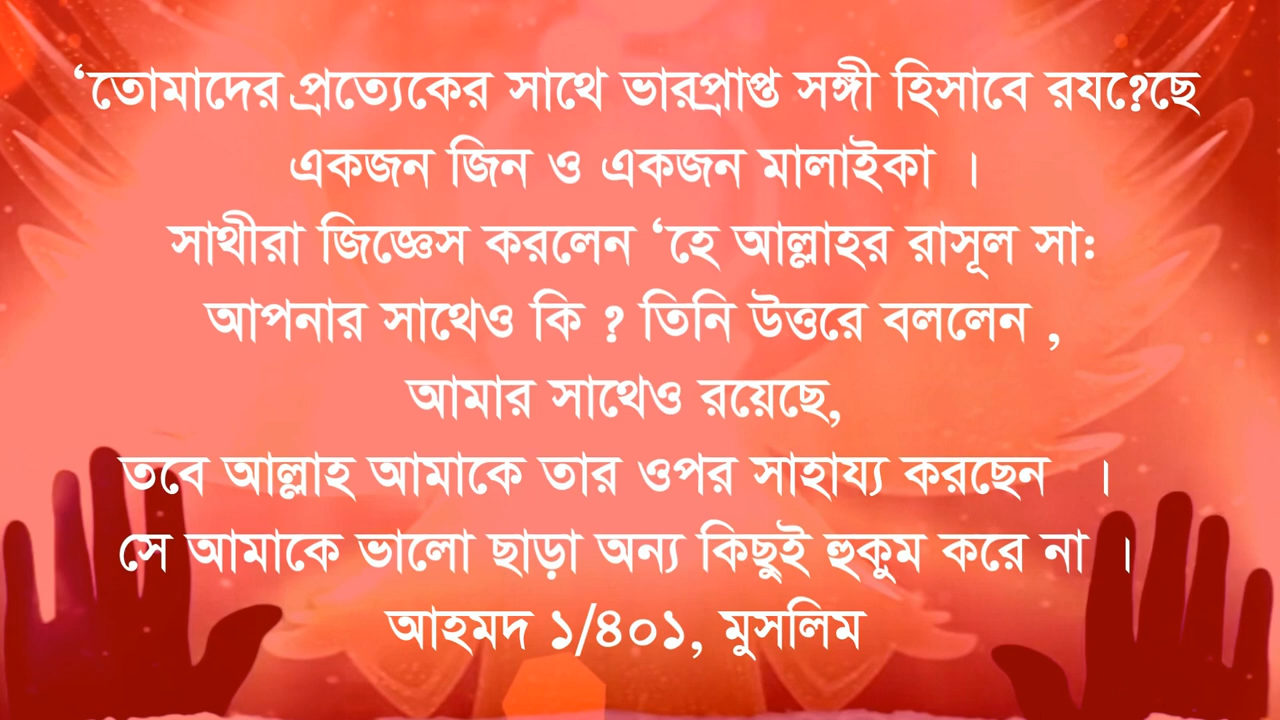 ‘তোমাদের প্রত্যেকের সাথে ভারপ্রাপ্ত সঙ্গী হিসাবে রযে?ছে
একজন জিন ও একজন মালাইকা ।
সাথীরা জিজ্ঞেস করলেন ‘হে আল্লাহর রাসূল সা:
আপনার সাথেও কি ? তিনি উত্তরে বললেন ,
আমার সাথেও রয়েছে,
তবে আল্লাহ আমাকে তার ওপর সাহায্য করছেন ।
সে আমাকে ভালো ছাড়া অন্য কিছুই হুকুম করে না ।
আহমদ ১/৪০১, মুসলিম